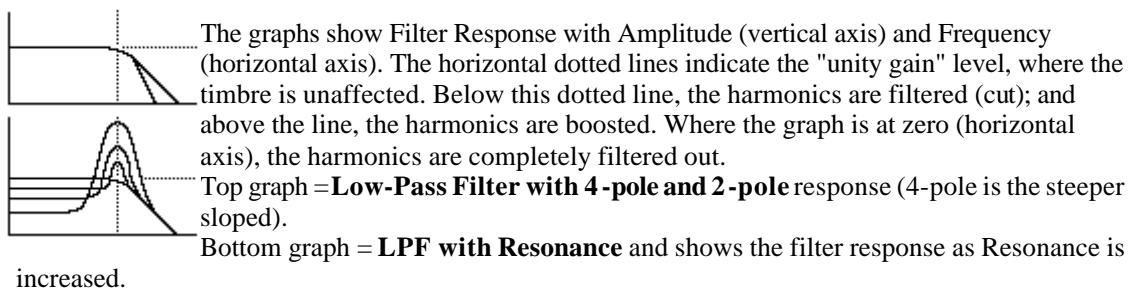 The graphs show Filter Response with Amplitude (vertical axis) and Frequency
(horizontal axis). The horizontal dotted lines indicate the "unity gain" level, where the
timbre is unaffected. Below this dotted line, the harmonics are filtered (cut); and
above the line, the harmonics are boosted. Where the graph is at zero (horizontal
axis), the harmonics are completely filtered out.
Top graph =Low-Pass Filter with 4-pole and 2-pole response (4-pole is the steeper
sloped).
Bottom graph = LPF with Resonance and shows the filter response as Resonance is
increased.